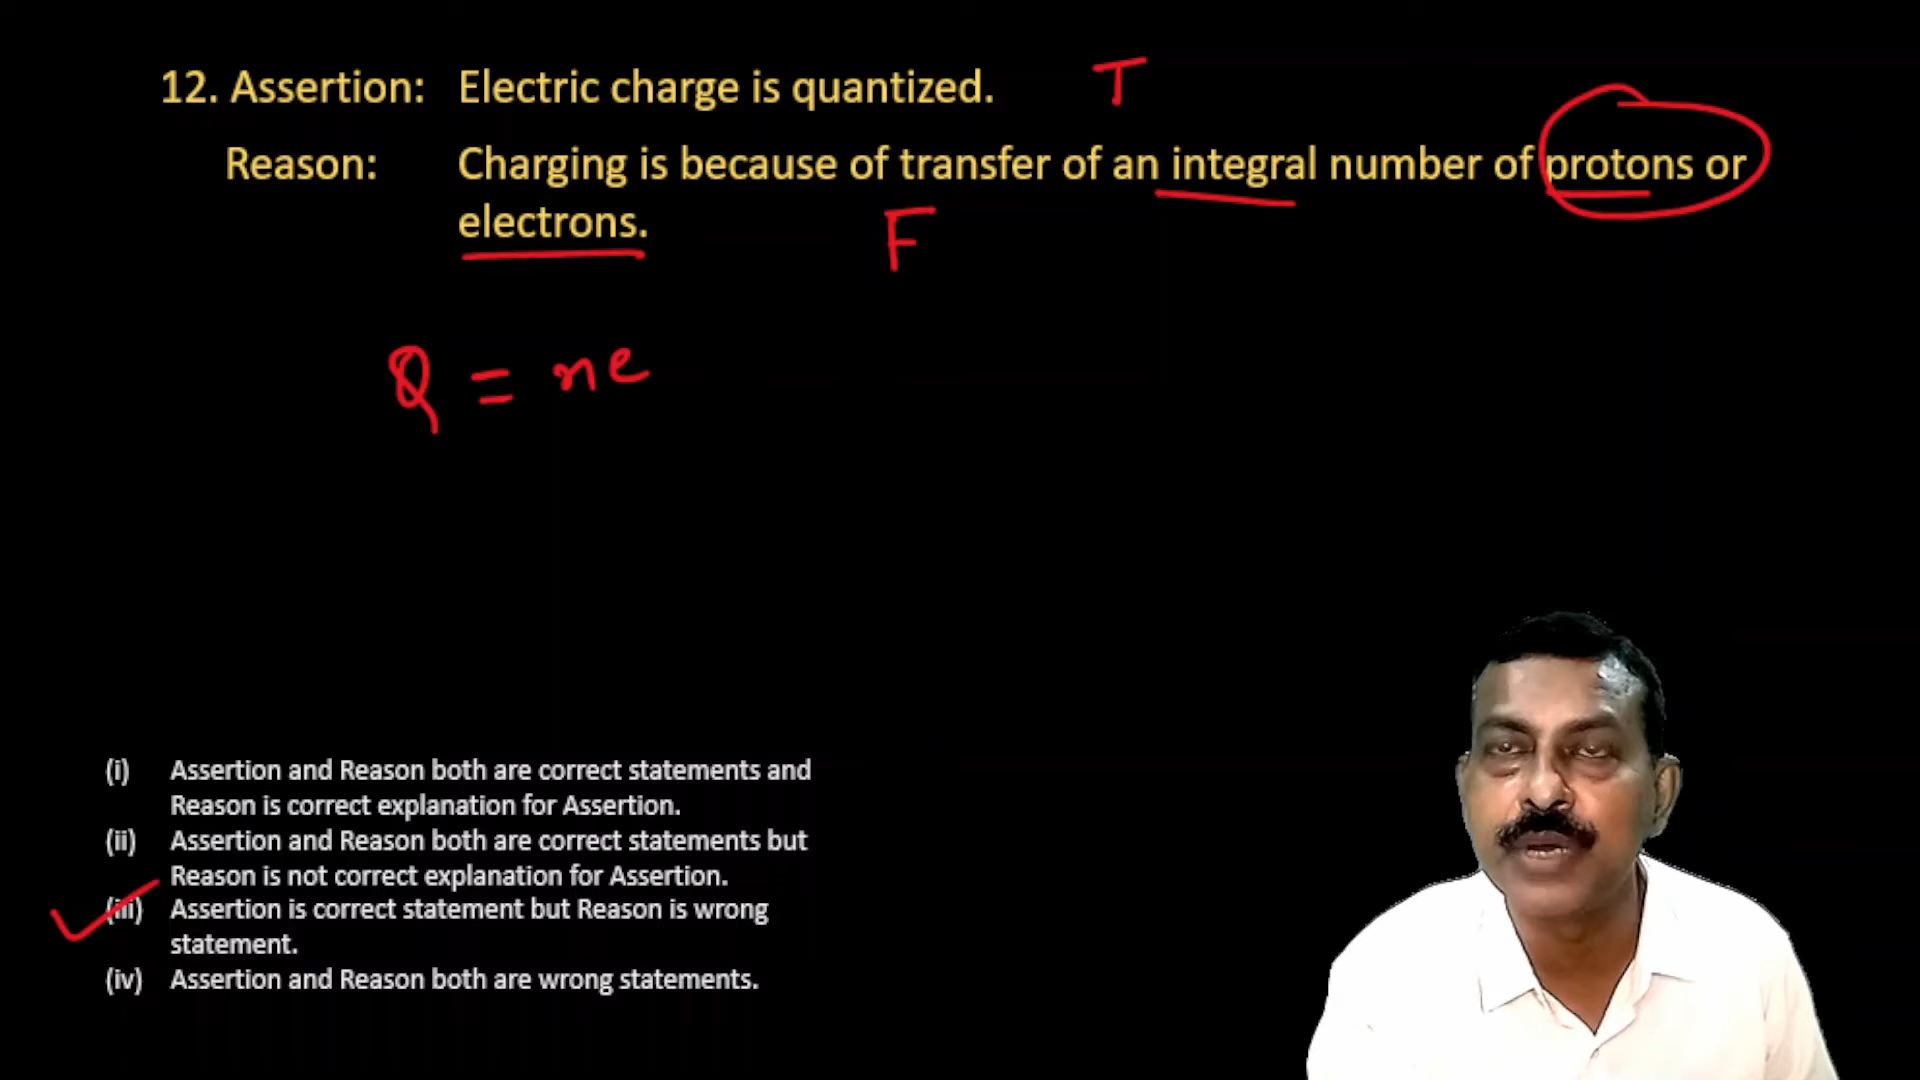 12. Assertion: Electric charge is quantized. T
Reason: Charging is because of transfer of an integral number of protons or
electrons. F
Q = ne
(i) Assertion and Reason both are correct statements and
Reason is correct explanation for Assertion.
(ii) Assertion and Reason both are correct statements but
Reason is not correct explanation for Assertion.
(iii) Assertion is correct statement but Reason is wrong
statement.
(iv) Assertion and Reason both are wrong statements.